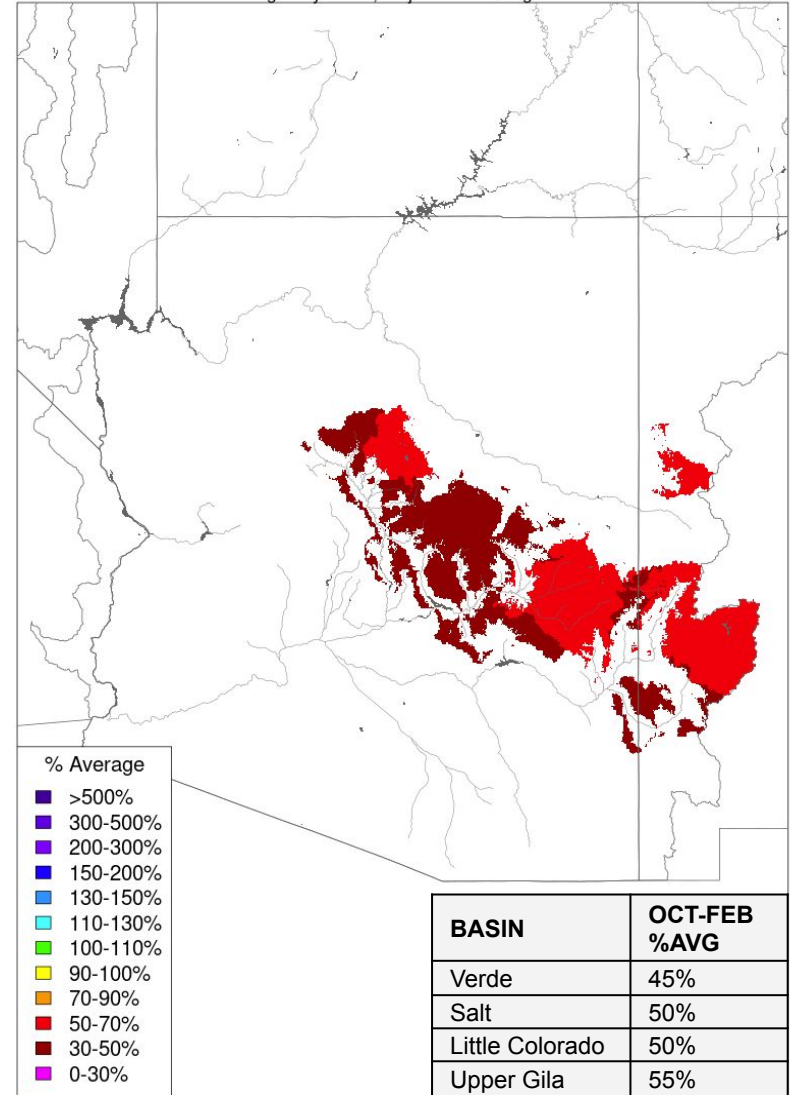 % Average
>500%
300-500%
200-300%
150-200%
130-150%
110-130%
100-110%
90-100%
70-90%
50-70%
30-50%
0-30%
BASIN OCT-FEB %AVG
Verde 45%
Salt 50%
Little Colorado 50%
Upper Gila 55%